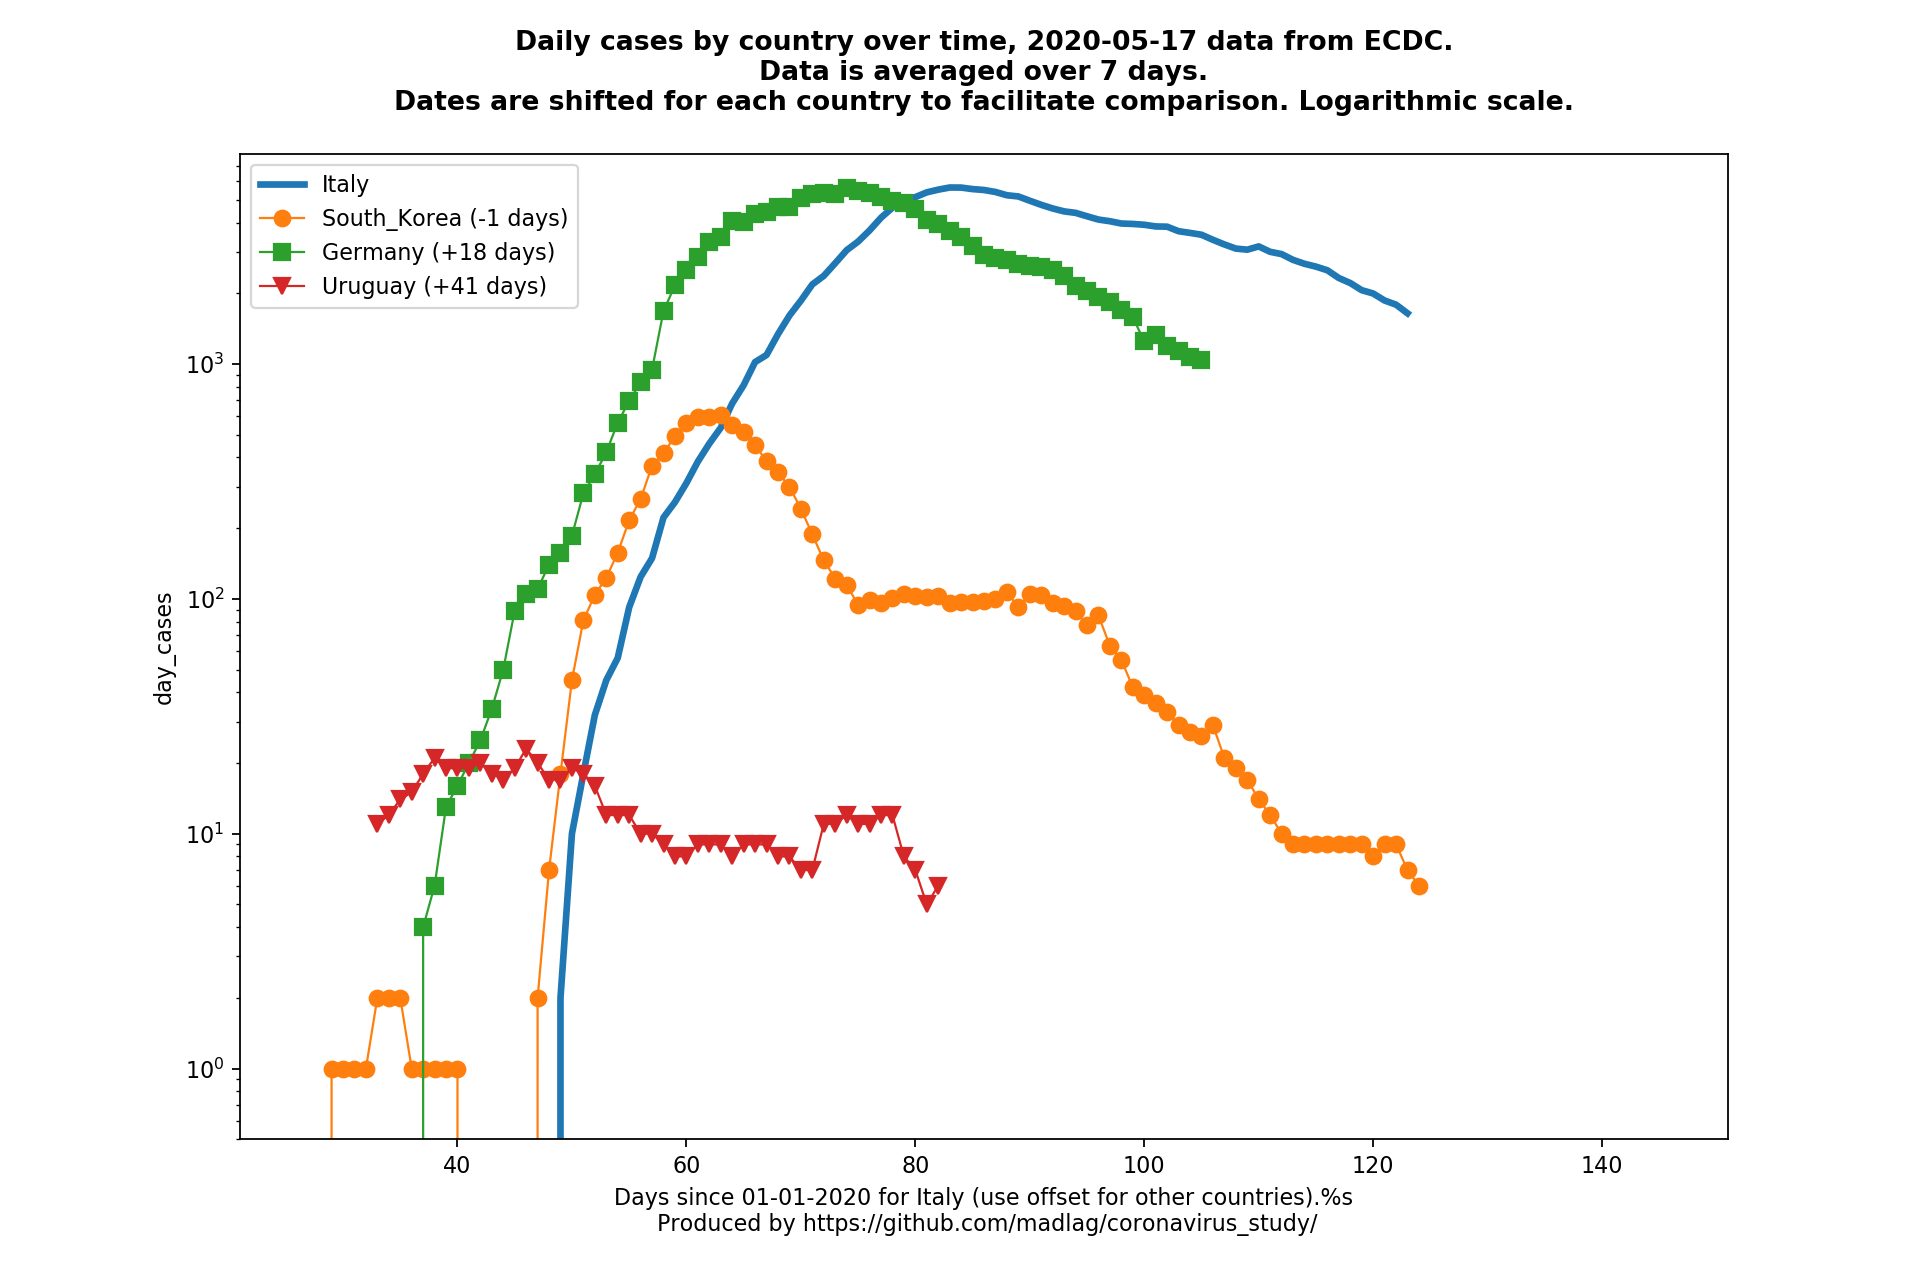 Daily cases by country over time, 2020-05-17 data from ECDC.
Data is averaged over 7 days.
Dates are shifted for each country to facilitate comparison. Logarithmic scale.
Italy
South_Korea (-1 days)
Germany (+18 days)
Uruguay (+41 days)
day_cases
10³
10²
10¹
10⁰
40 60 80 100 120 140
Days since 01-01-2020 for Italy (use offset for other countries).%s
Produced by https://github.com/madlag/coronavirus_study/